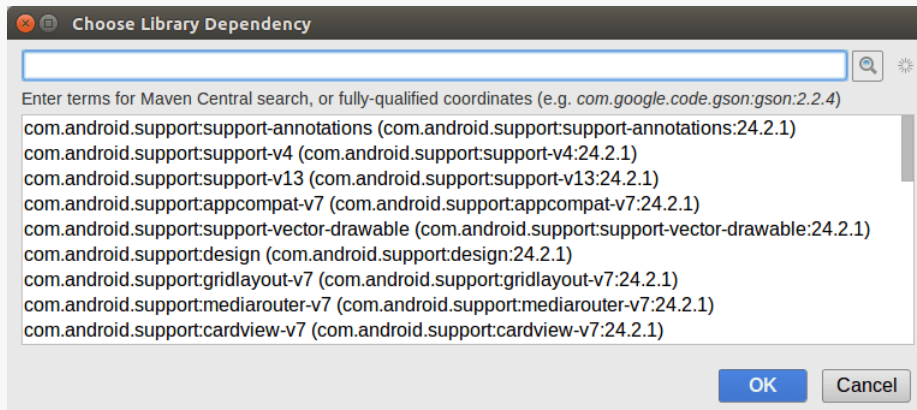 Choose Library Dependency
Enter terms for Maven Central search, or fully-qualified coordinates (e.g. com.google.code.gson:gson:2.2.4)
com.android.support:support-annotations (com.android.support:support-annotations:24.2.1)
com.android.support:support-v4 (com.android.support:support-v4:24.2.1)
com.android.support:support-v13 (com.android.support:support-v13:24.2.1)
com.android.support:appcompat-v7 (com.android.support:appcompat-v7:24.2.1)
com.android.support:support-vector-drawable (com.android.support:support-vector-drawable:24.2.1)
com.android.support:design (com.android.support:design:24.2.1)
com.android.support:gridlayout-v7 (com.android.support:gridlayout-v7:24.2.1)
com.android.support:mediarouter-v7 (com.android.support:mediarouter-v7:24.2.1)
com.android.support:cardview-v7 (com.android.support:cardview-v7:24.2.1)
OK Cancel